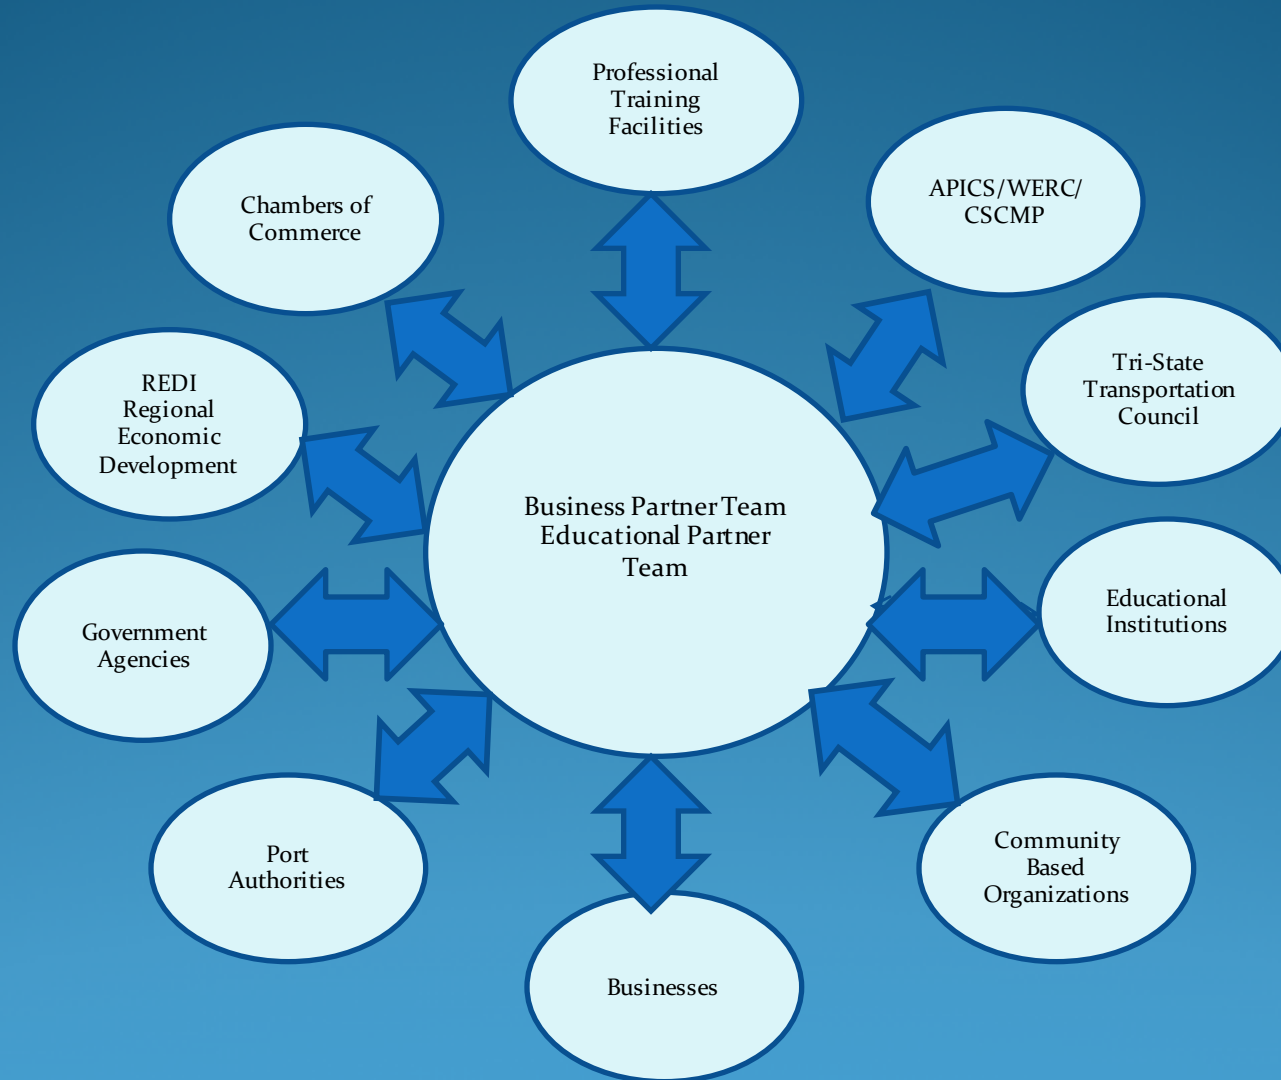 Professional
Training
Facilities
Chambers of
Commerce
APICS/WERC/
CSCMP
REDI
Regional
Economic
Development
Tri-State
Transportation
Council
Business Partner Team
Educational Partner
Team
Government
Agencies
Educational
Institutions
Port
Authorities
Community
Based
Organizations
Businesses